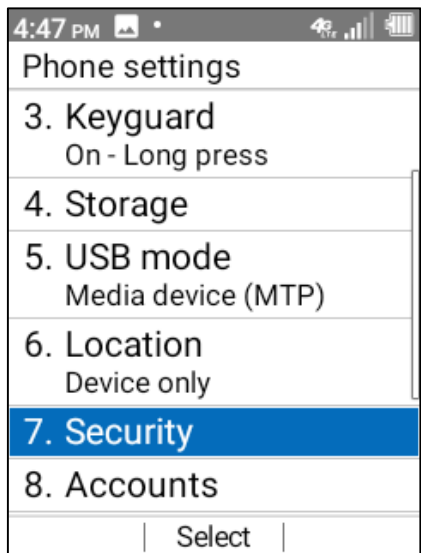 4:47 PM 4G LTE
Phone settings
3. Keyguard
On - Long press
4. Storage
5. USB mode
Media device (MTP)
6. Location
Device only
7. Security
8. Accounts
Select